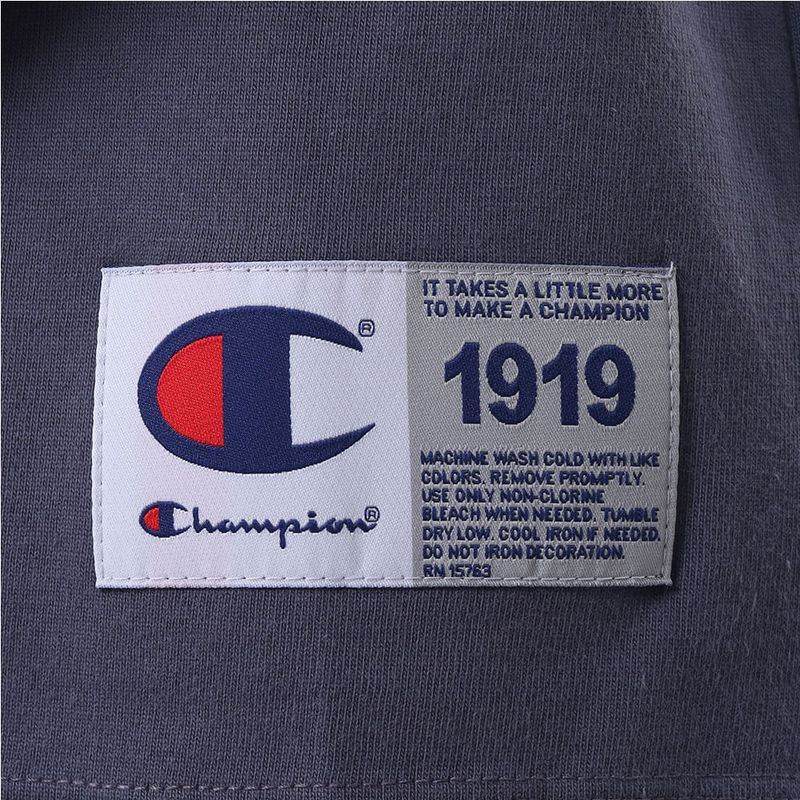 ®
Champion®
IT TAKES A LITTLE MORE
TO MAKE A CHAMPION
1919
MACHINE WASH COLD WITH LIKE
COLORS. REMOVE PROMPTLY.
USE ONLY NON-CLORINE
BLEACH WHEN NEEDED, TUMBLE
DRY LOW. COOL IRON IF NEEDED.
DO NOT IRON DECORATION.
RN 15763